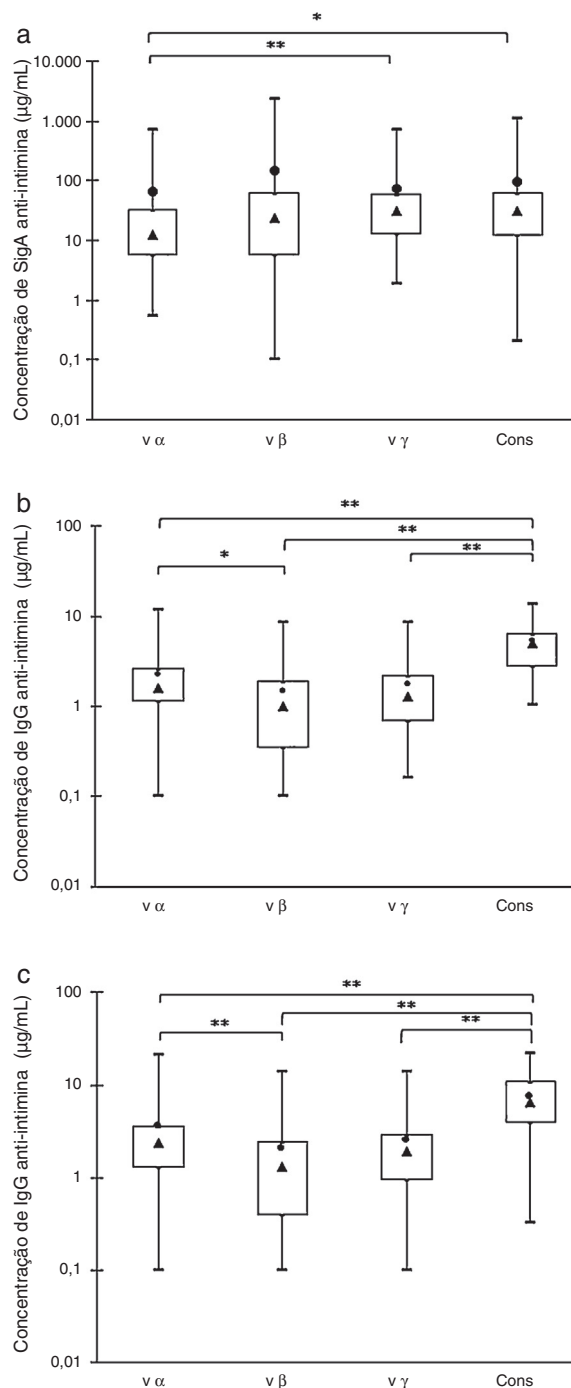 a
*
**
10.000
1.000
100
10
1
0,1
0,01
Concentração de SigA anti-intimina (µg/mL)
v α v β v γ Cons
b
**
**
* **
100
10
1
0,1
0,01
Concentração de IgG anti-intimina (µg/mL)
v α v β v γ Cons
c
**
**
** **
100
10
1
0,1
0,01
Concentração de IgG anti-intimina (µg/mL)
v α v β v γ Cons